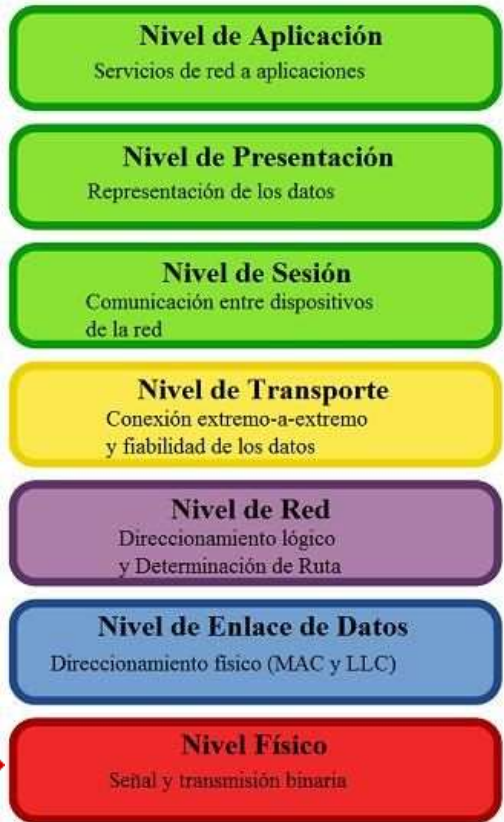 Nivel de Aplicación
Servicios de red a aplicaciones
Nivel de Presentación
Representación de los datos
Nivel de Sesión
Comunicación entre dispositivos
de la red
Nivel de Transporte
Conexión extremo-a-extremo
y fiabilidad de los datos
Nivel de Red
Direccionamiento lógico
y Determinación de Ruta
Nivel de Enlace de Datos
Direccionamiento físico (MAC y LLC)
Nivel Físico
Señal y transmisión binaria